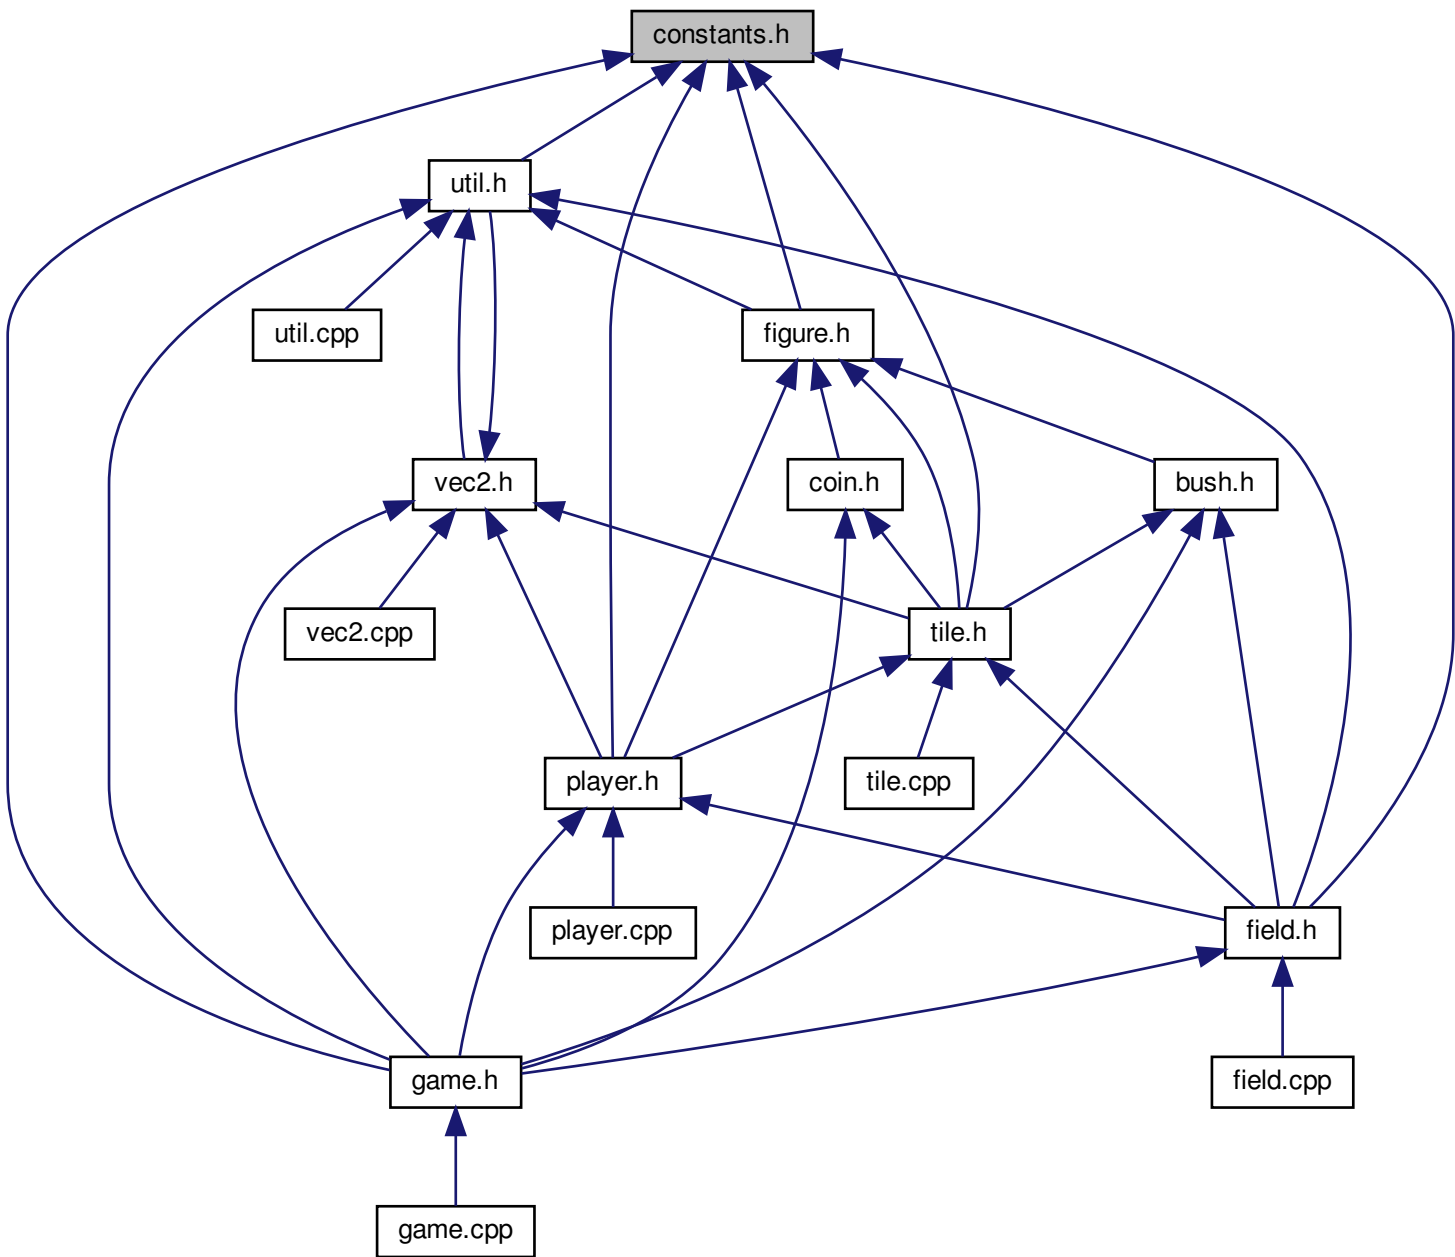 constants.h
util.h
util.cpp
figure.h
vec2.h
coin.h
bush.h
vec2.cpp
tile.h
player.h
tile.cpp
player.cpp
field.h
game.h
field.cpp
game.cpp